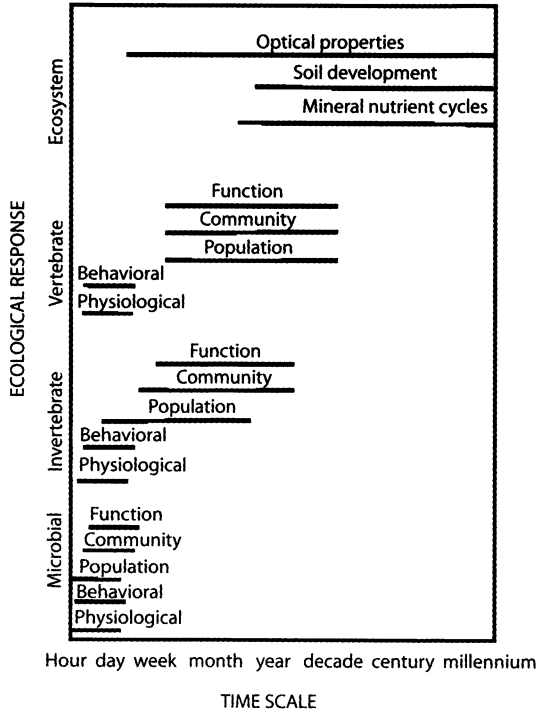 Optical properties
Soil development
Mineral nutrient cycles
Ecosystem
Function
Community
Population
Behavioral
Physiological
Vertebrate
ECOLOGICAL RESPONSE
Function
Community
Population
Behavioral
Physiological
Invertebrate
Function
Community
Population
Behavioral
Physiological
Microbial
Hour day week month year decade century millennium
TIME SCALE